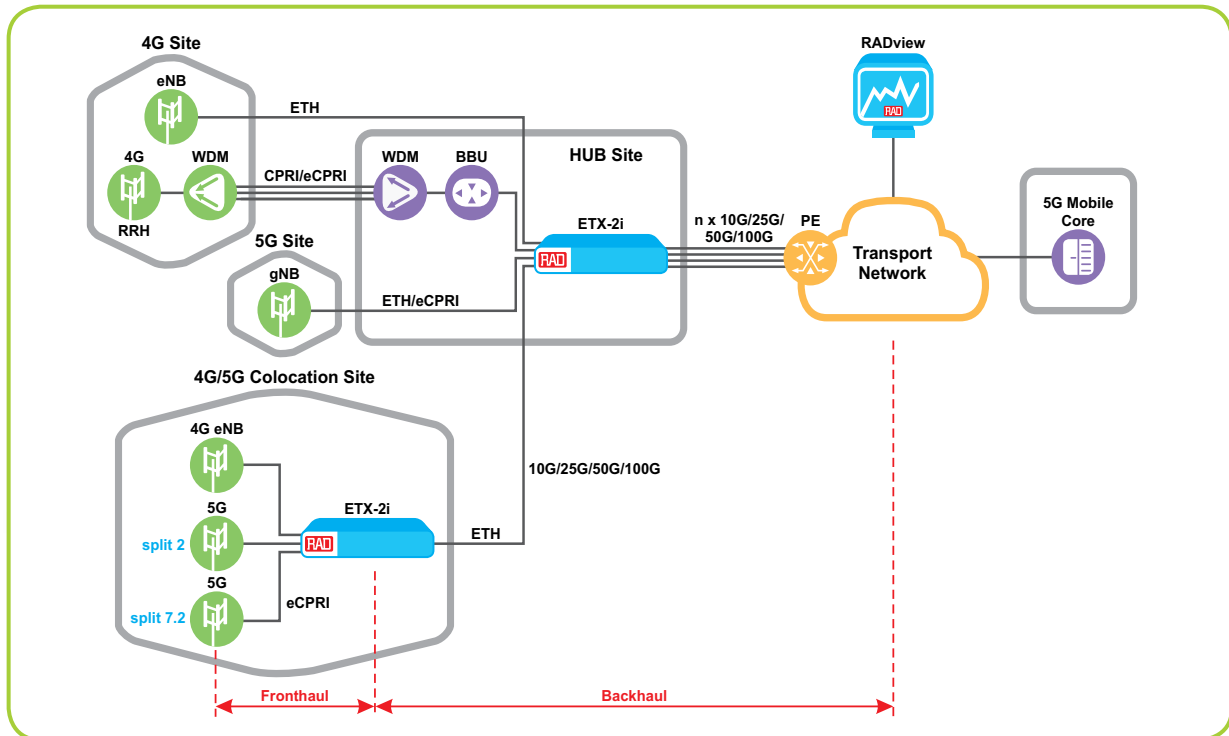 4G Site
eNB
ETH
4G
WDM
RRH
CPRI/eCPRI
WDM
BBU
HUB Site
ETX-2i
RAD
5G Site
gNB
ETH/eCPRI
n x 10G/25G/
50G/100G
PE
RADview
RAD
Transport
Network
5G Mobile
Core
4G/5G Colocation Site
4G eNB
5G
split 2
5G
split 7.2
eCPRI
ETX-2i
RAD
ETH
10G/25G/50G/100G
Fronthaul
Backhaul